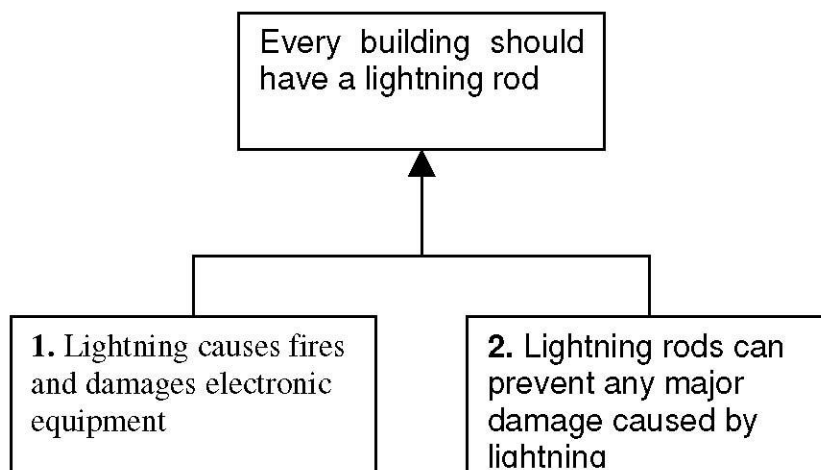 Every building should
have a lightning rod
1. Lightning causes fires
and damages electronic
equipment
2. Lightning rods can
prevent any major
damage caused by
lightning